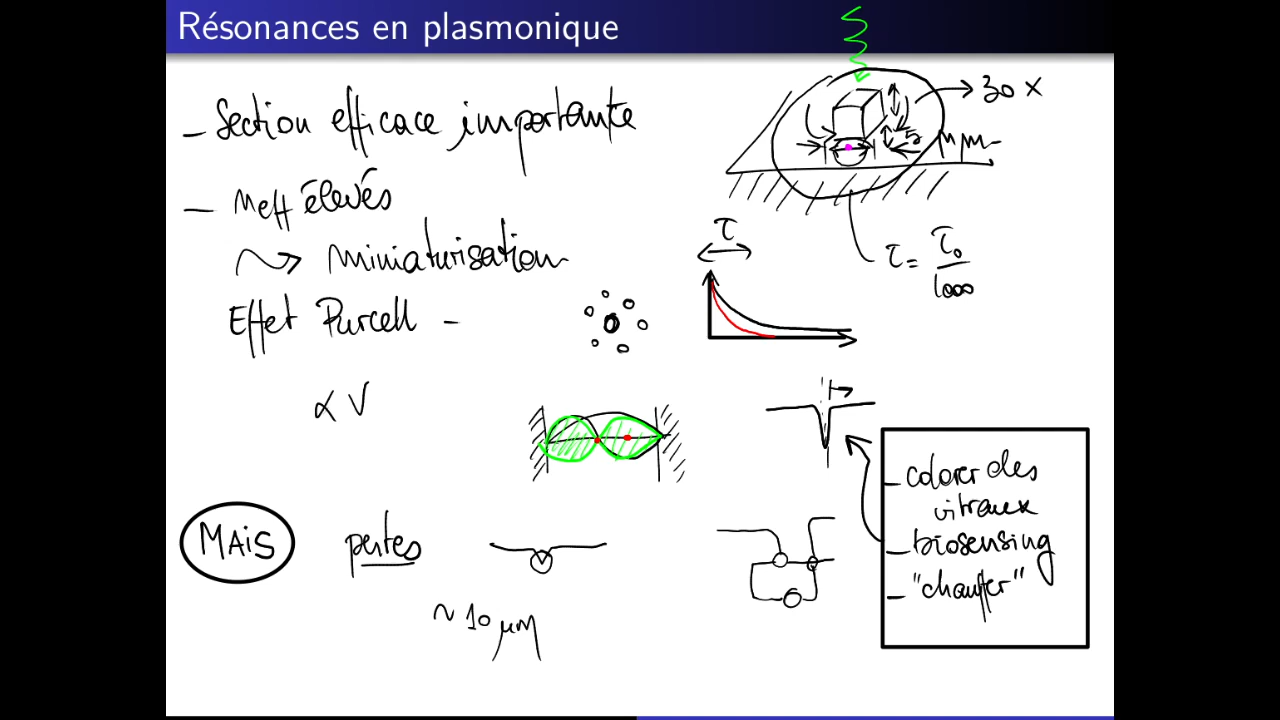 Résonances en plasmonique
- Section efficace importante
30 X
- neff élevés
~> miniaturisation
τ
τ = τ0/1000
Effet Purcell -
∝ V
- colorer des
vitraux
- biosensing
- "chauffer"
MAIS pertes
~ 10 μm